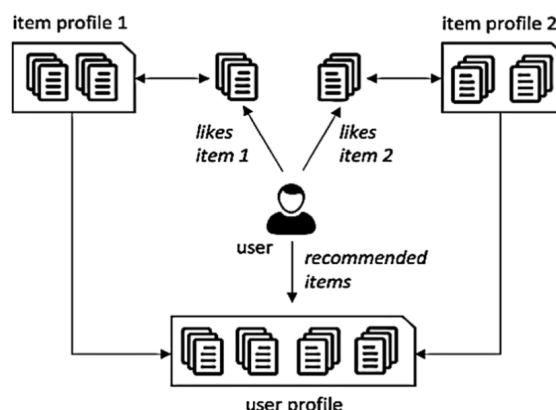 item profile 1
item profile 2
likes
item 1
likes
item 2
user
recommended
items
user profile